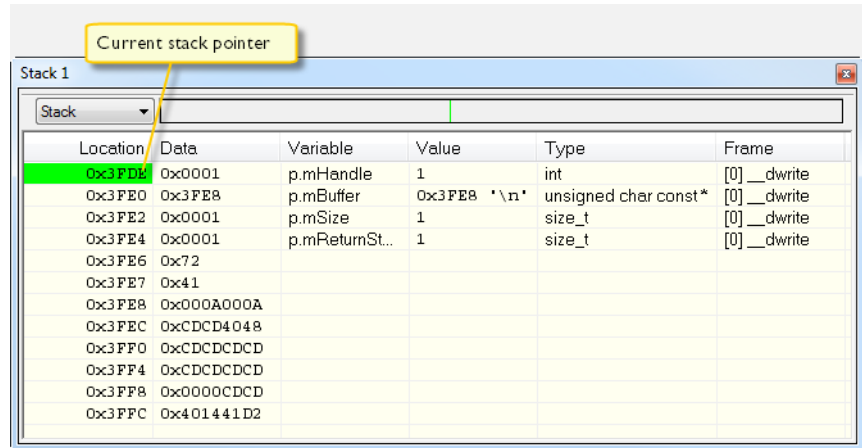 Current stack pointer
Stack 1
Stack
Location Data Variable Value Type Frame
0x3FDE 0x0001 p.mHandle 1 int [0] __dwrite
0x3FE0 0x3FE8 p.mBuffer 0x3FE8 '\n' unsigned char const* [0] __dwrite
0x3FE2 0x0001 p.mSize 1 size_t [0] __dwrite
0x3FE4 0x0001 p.mReturnSt... 1 size_t [0] __dwrite
0x3FE6 0x72
0x3FE7 0x41
0x3FE8 0x000A000A
0x3FEC 0xCDCD4048
0x3FF0 0xCDCDCDCD
0x3FF4 0xCDCDCDCD
0x3FF8 0x0000CDCD
0x3FFC 0x401441D2